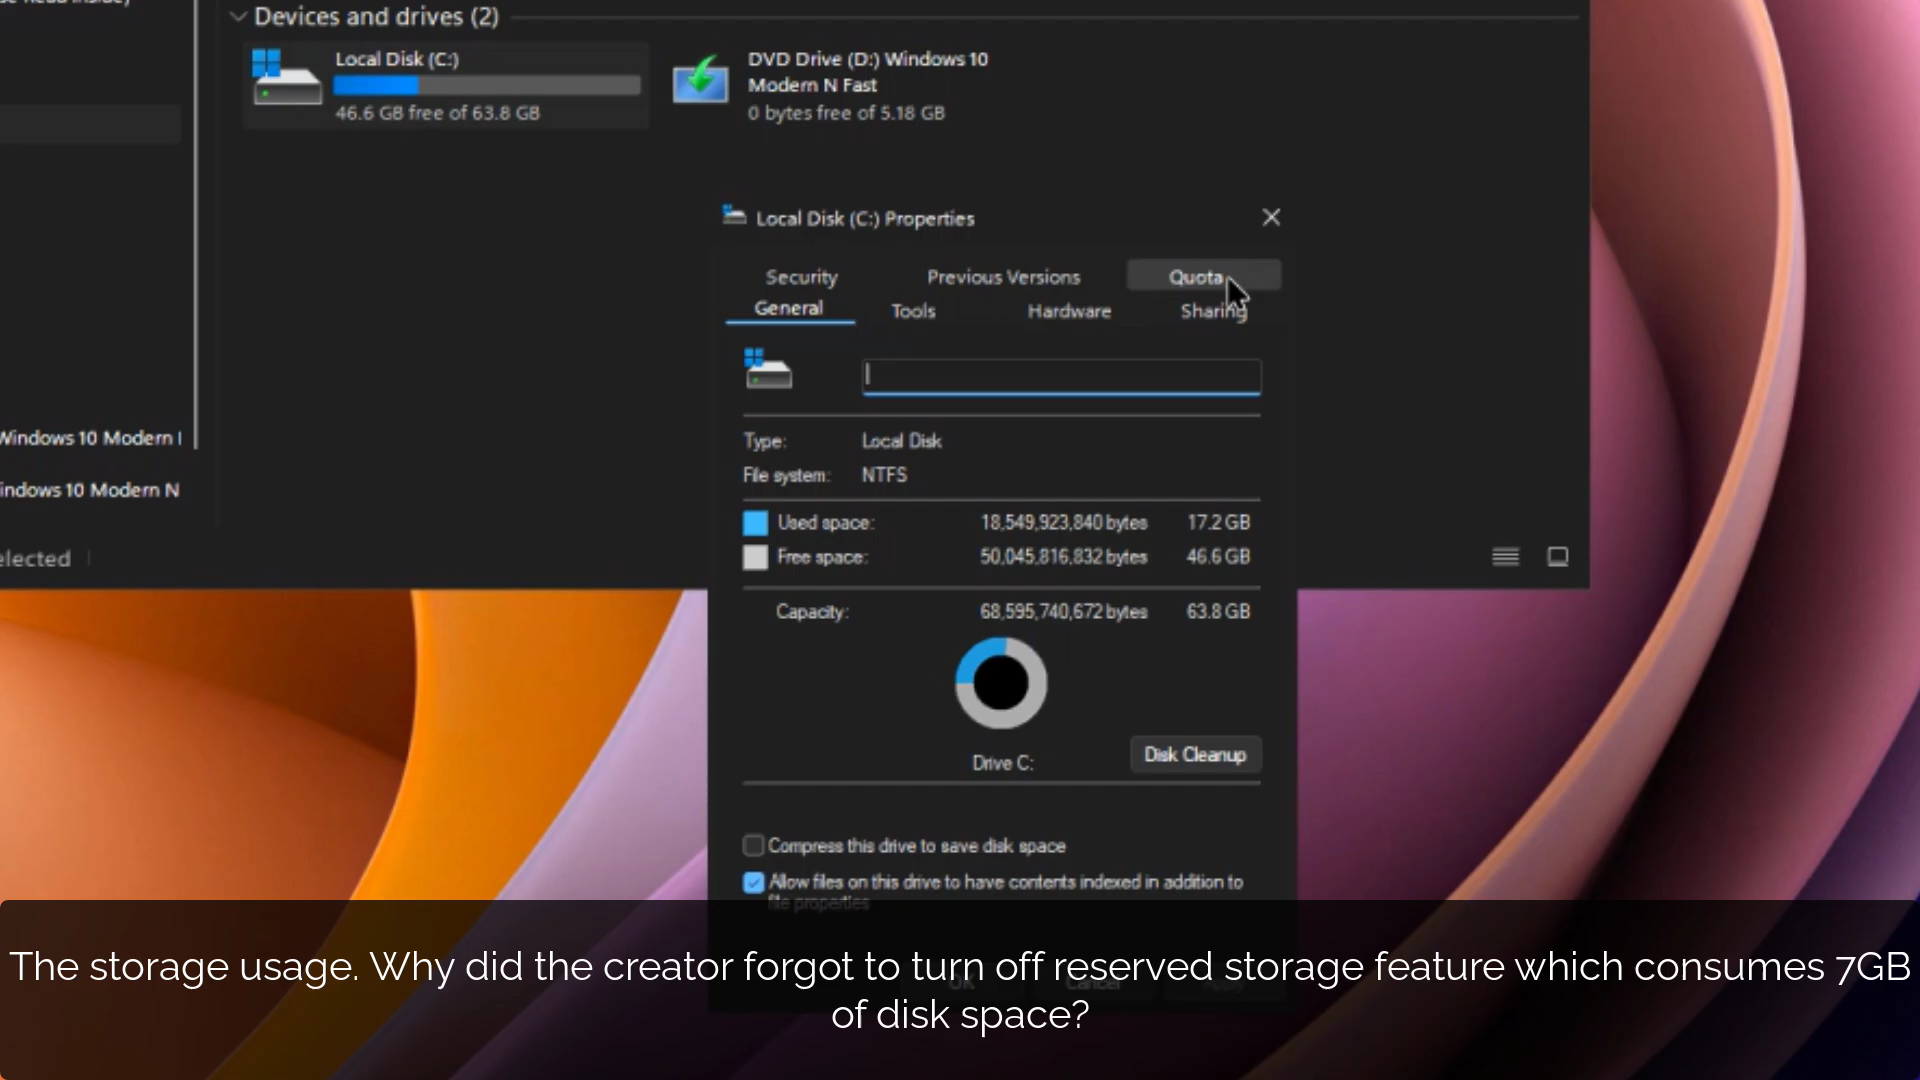 Devices and drives (2)
Local Disk (C:)
46.6 GB free of 63.8 GB
DVD Drive (D:) Windows 10
Modern N Fast
0 bytes free of 5.18 GB
Windows 10 Modern
indows 10 Modern N
elected
Local Disk (C:) Properties
Security Previous Versions Quota
General Tools Hardware Sharing
Type: Local Disk
File system: NTFS
Used space: 18,549,923,840 bytes 17.2 GB
Free space: 50,045,816,832 bytes 46.6 GB
Capacity: 68,595,740,672 bytes 63.8 GB
Drive C:
Disk Cleanup
Compress this drive to save disk space
Allow files on this drive to have contents indexed in addition to
file properties
OK Cancel
The storage usage. Why did the creator forgot to turn off reserved storage feature which consumes 7GB
of disk space?